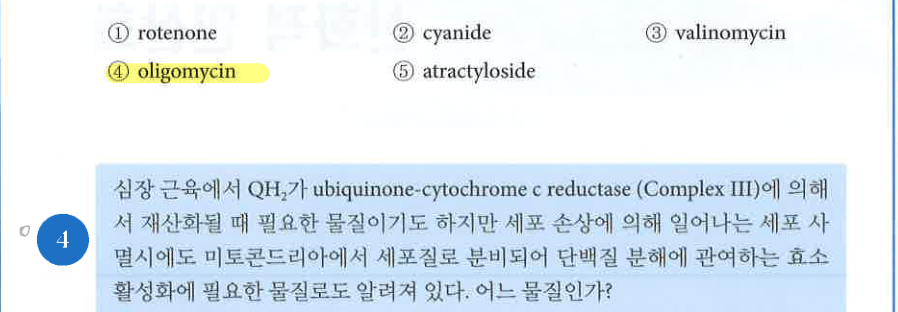 ① rotenone ② cyanide ③ valinomycin
④ oligomycin ⑤ atractyloside
4
심장 근육에서 QH₂가 ubiquinone-cytochrome c reductase (Complex III)에 의해
서 재산화될 때 필요한 물질이기도 하지만 세포 손상에 의해 일어나는 세포 사
멸시에도 미토콘드리아에서 세포질로 분비되어 단백질 분해에 관여하는 효소
활성화에 필요한 물질로도 알려져 있다. 어느 물질인가?